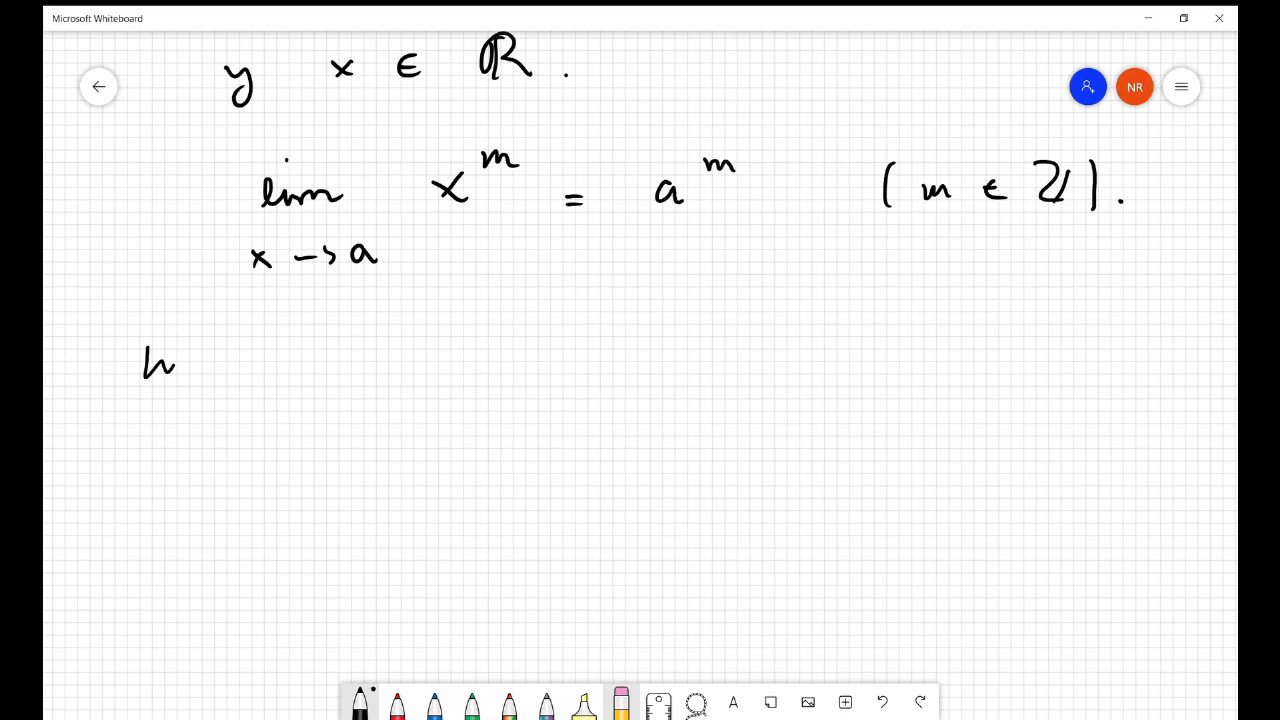 Microsoft Whiteboard
y x ∈ ℝ.
NR
lim x^m = a^m (m ∈ ℤ).
x → a
A